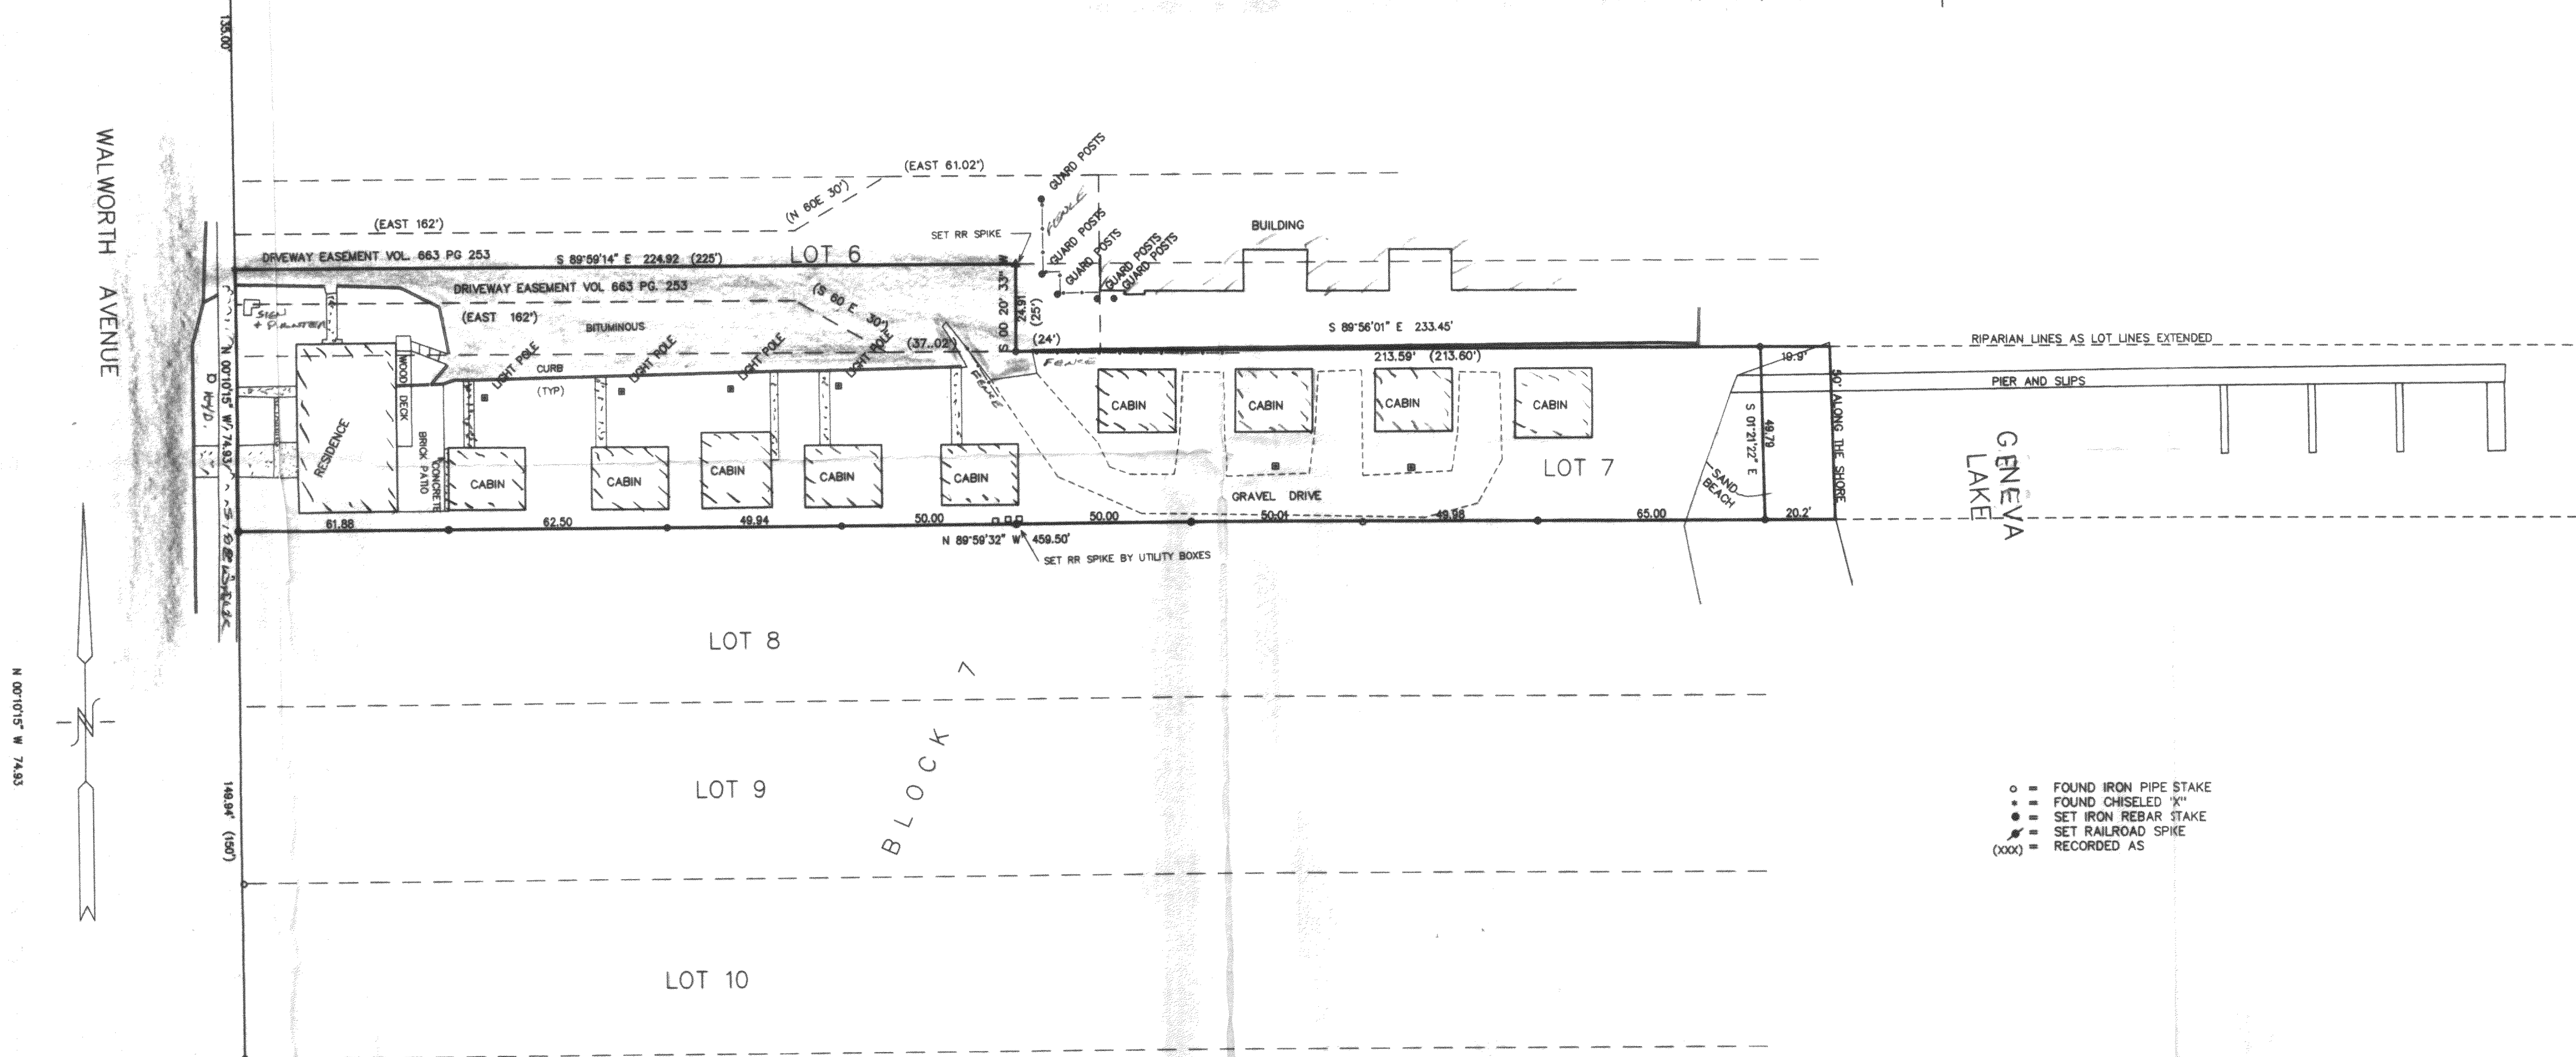 135.00'
WALWORTH AVENUE
(EAST 61.02')
(N 60E 30')
(EAST 162')
GUARD POSTS
FENCE
GUARD POSTS
GUARD POSTS
GUARD POSTS
GUARD POSTS
BUILDING
SET RR SPIKE
LOT 6
DRIVEWAY EASEMENT VOL. 663 PG 253
S 89°59'14" E 224.92 (225')
DRIVEWAY EASEMENT VOL 663 PG. 253
(S 60 E 30')
(EAST 162')
BITUMINOUS
SIGN
+ PLANTER
S 00 20' 33" W
24.91
(25')
(24')
(37..02')
S 89°56'01" E 233.45'
213.59' (213.60')
RIPARIAN LINES AS LOT LINES EXTENDED
19.9'
PIER AND SLIPS
LIGHT POLE
LIGHT POLE
LIGHT POLE
LIGHT POLE
CURB
(TYP)
FENCE
FENCE
WOOD DECK
BRICK PATIO
CONCRETE
RESIDENCE
N 00°10'15" W 74.93'
CABIN
CABIN
CABIN
CABIN
CABIN
CABIN
CABIN
CABIN
CABIN
LOT 7
GRAVEL DRIVE
SAND
BEACH
S 01°21'22" E
49.79
50' ALONG THE SHORE
GENEVA
LAKE
61.88
62.50
49.94
50.00
50.00
50.01
49.98
65.00
20.2'
N 89°59'32" W 459.50'
SET RR SPIKE BY UTILITY BOXES
LOT 8
BLOCK 7
LOT 9
LOT 10
N 00°10'15" W 74.93
149.94' (150')
N
○ = FOUND IRON PIPE STAKE
* = FOUND CHISELED "X"
● = SET IRON REBAR STAKE
= SET RAILROAD SPIKE
(XXX) = RECORDED AS